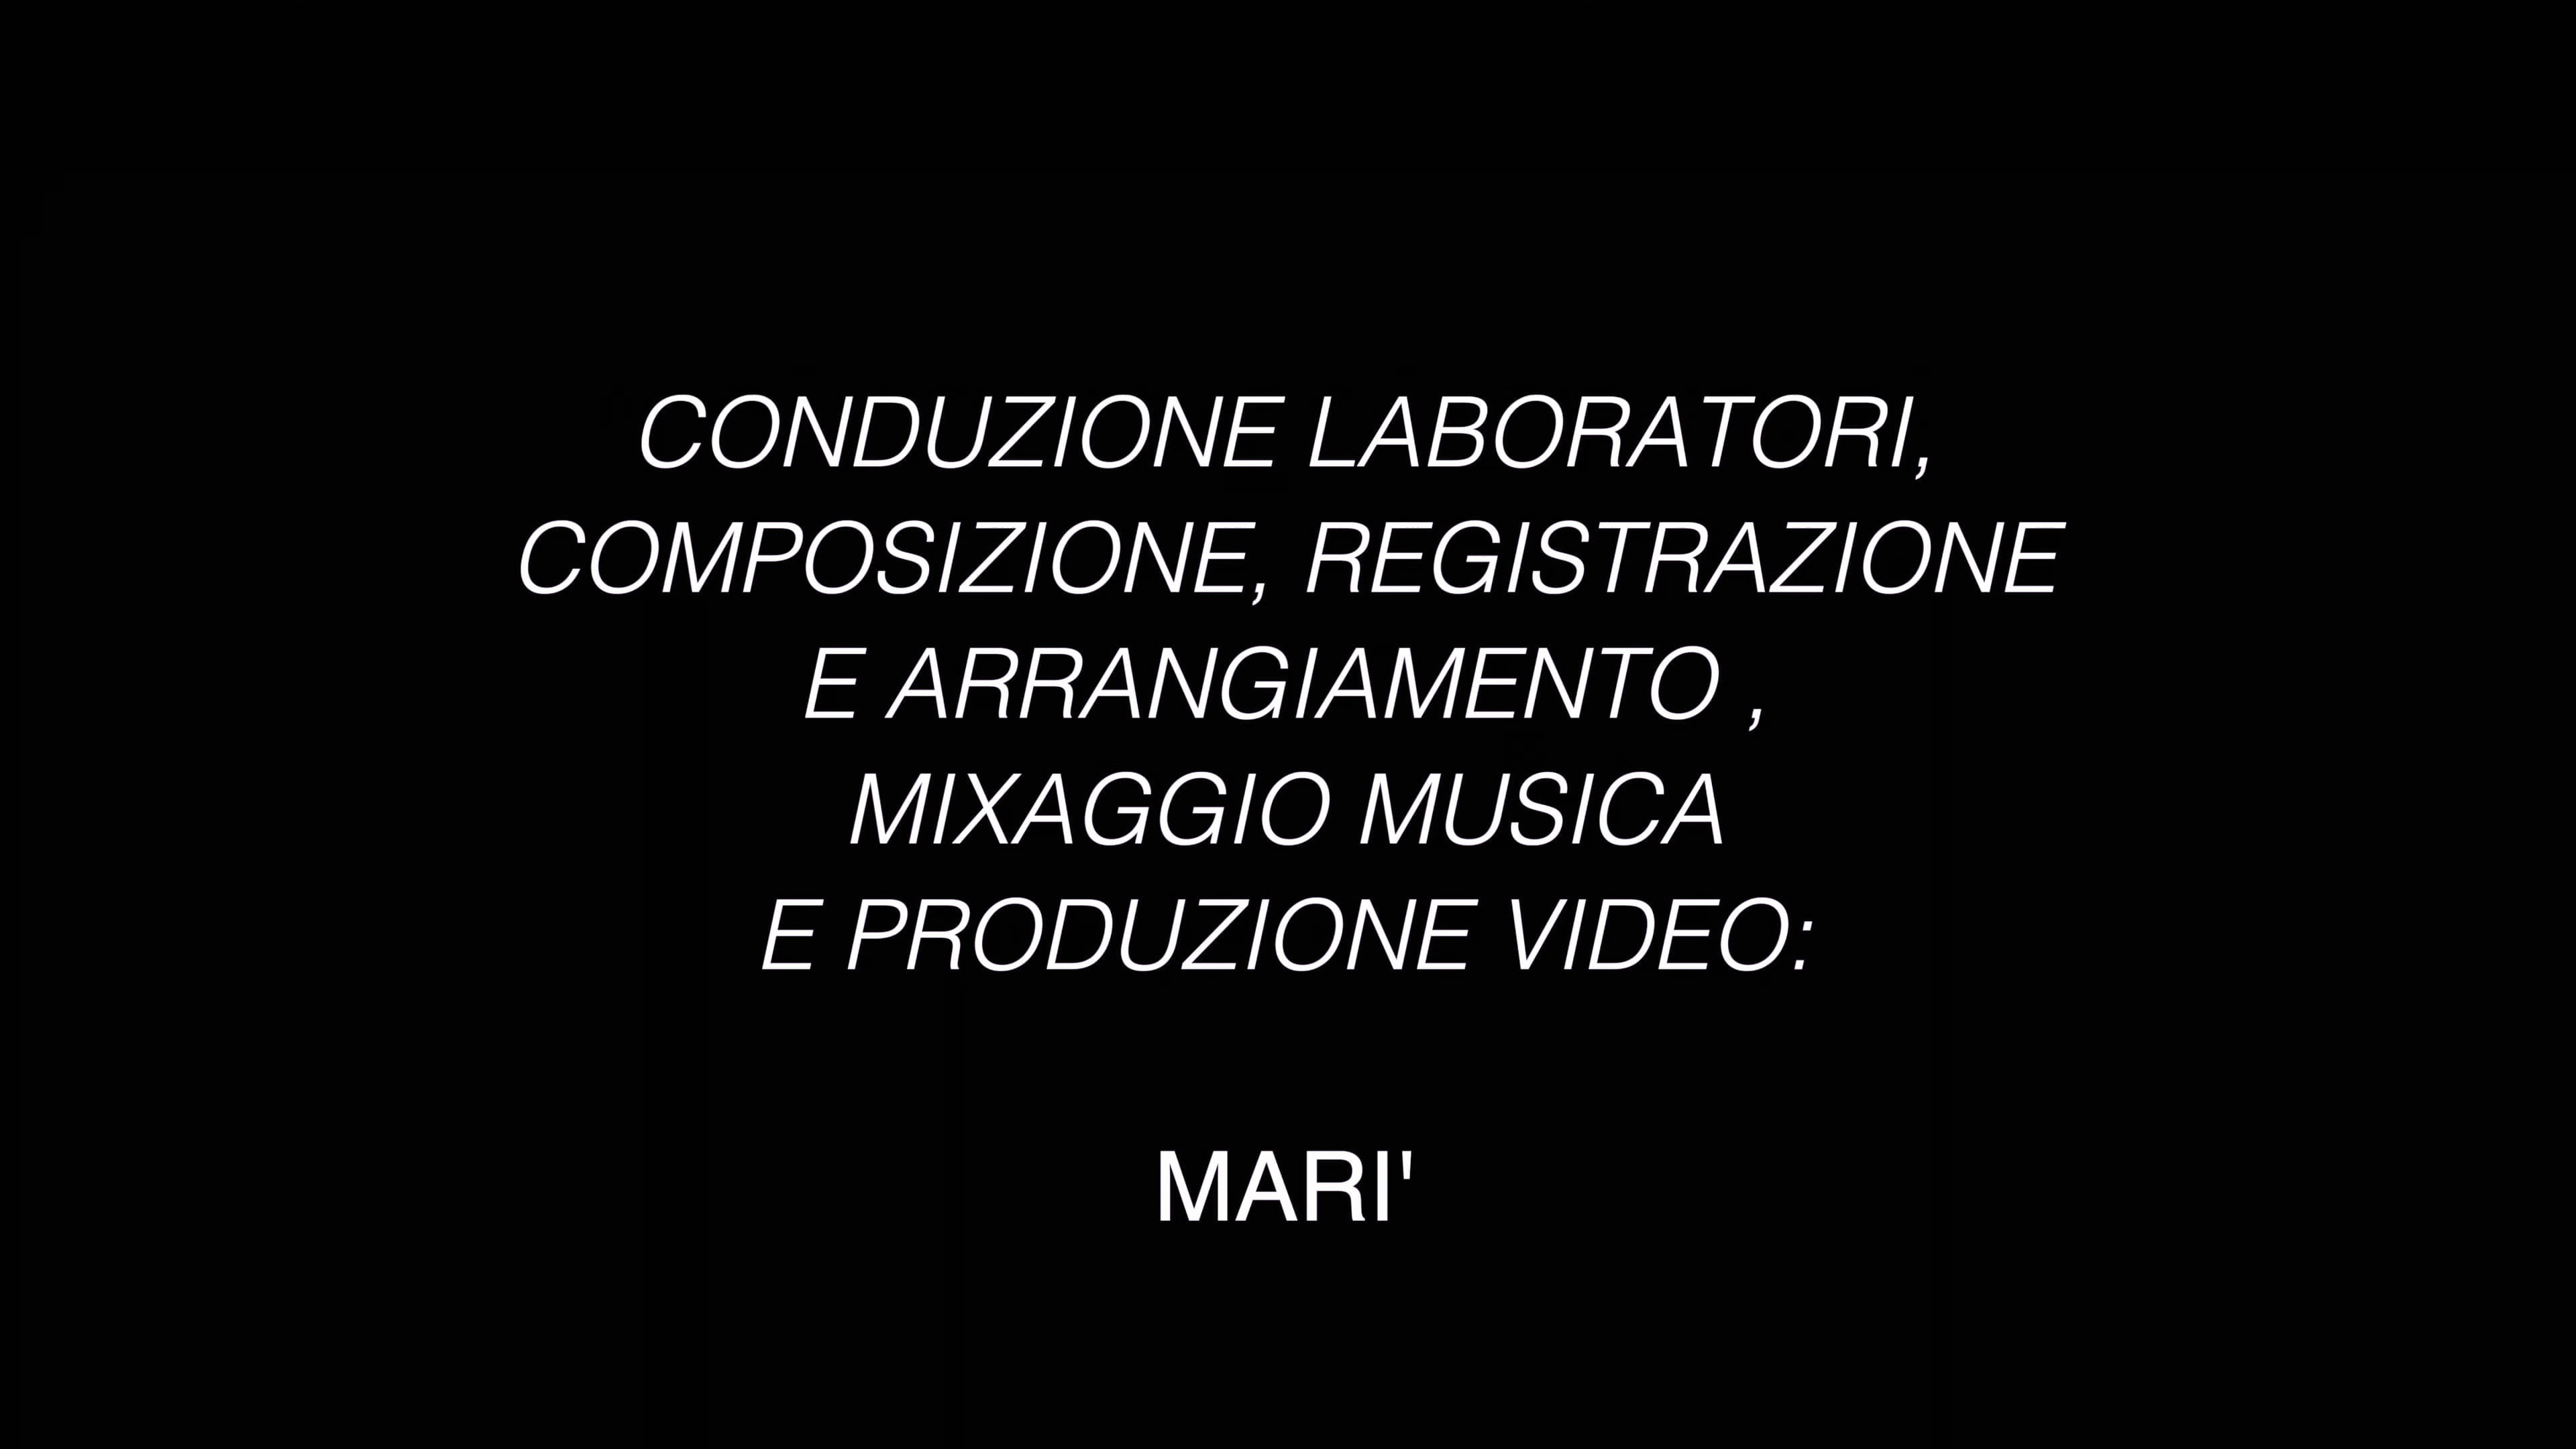 CONDUZIONE LABORATORI,
COMPOSIZIONE, REGISTRAZIONE
E ARRANGIAMENTO ,
MIXAGGIO MUSICA
E PRODUZIONE VIDEO:
MARI'